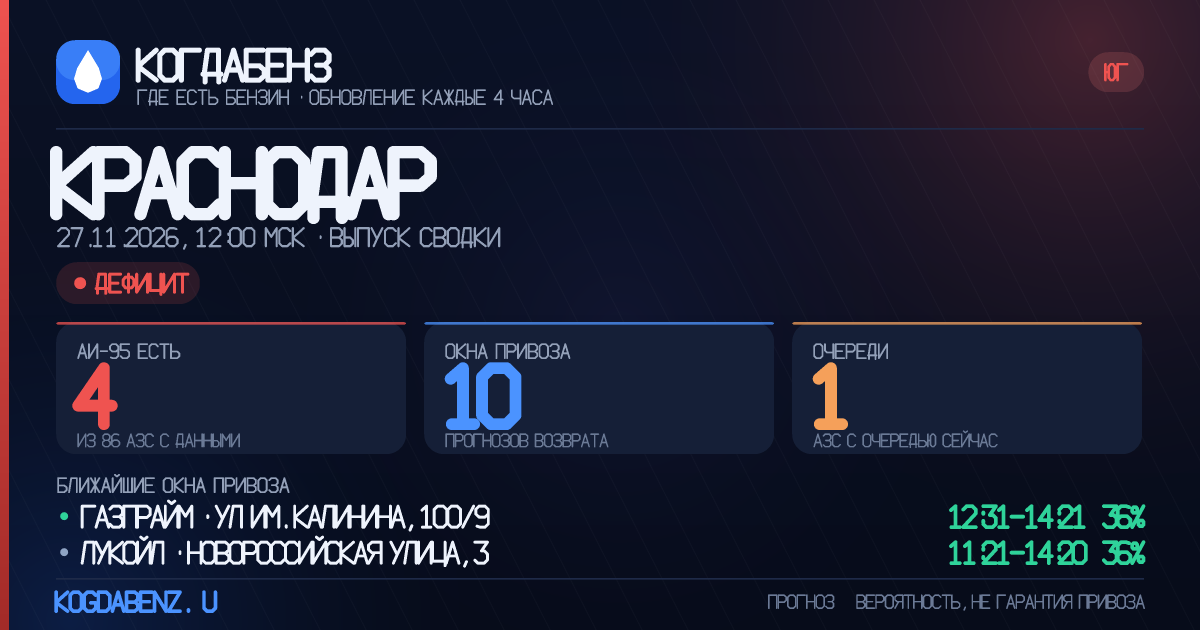 КОГДАБЕНЗ
ГДЕ ЕСТЬ БЕНЗИН · ОБНОВЛЕНИЕ КАЖДЫЕ 4 ЧАСА
ЮГ
КРАСНОДАР
27.11.2026, 12:00 МСК · ВЫПУСК СВОДКИ
• ДЕФИЦИТ
АИ-95 ЕСТЬ
4
ИЗ 86 АЗС С ДАННЫМИ
ОКНА ПРИВОЗА
10
ПРОГНОЗОВ ВОЗВРАТА
ОЧЕРЕДИ
1
АЗС С ОЧЕРЕДЬЮ СЕЙЧАС
БЛИЖАЙШИЕ ОКНА ПРИВОЗА
• ГАЗПРАЙМ · УЛ ИМ. КАЛИНИНА, 100/9 12:31-14:21 36%
• ЛУКОЙЛ · НОВОРОССИЙСКАЯ УЛИЦА, 3 11:21-14:20 36%
KOGDABENZ. U
ПРОГНОЗ ВЕРОЯТНОСТЬ, НЕ ГАРАНТИЯ ПРИВОЗА